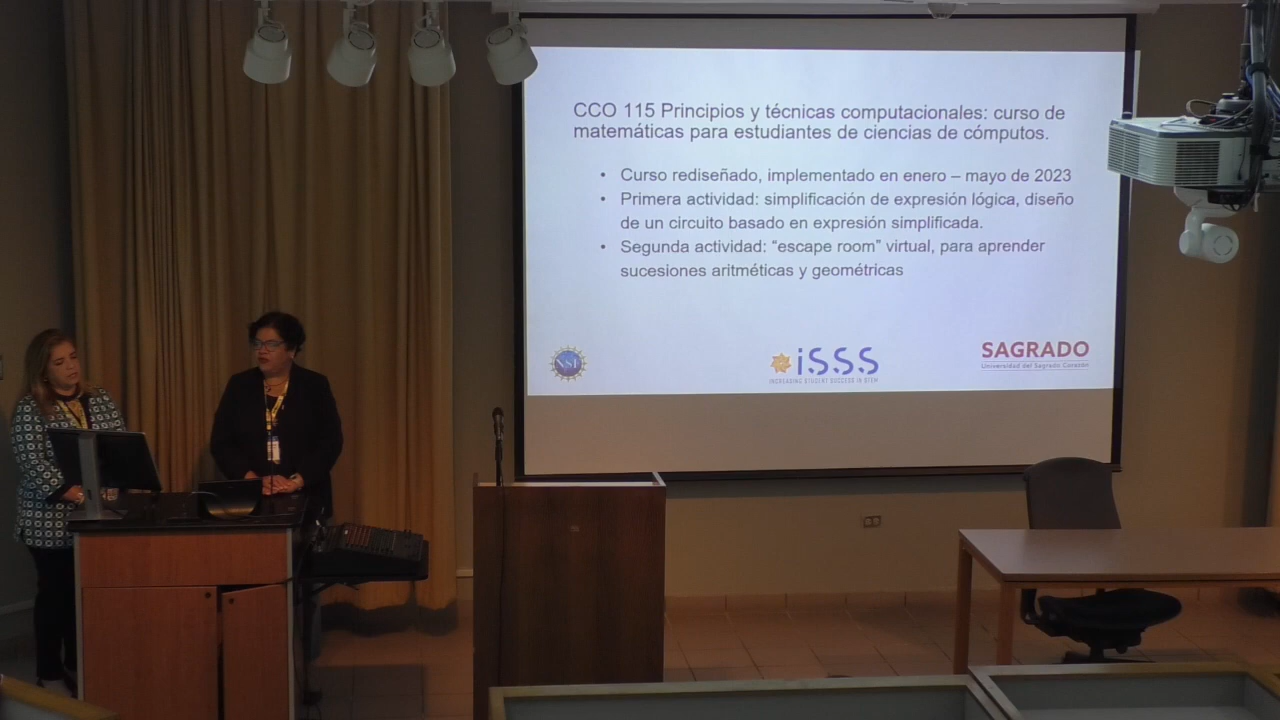 CCO 115 Principios y técnicas computacionales: curso de
matemáticas para estudiantes de ciencias de cómputos.
• Curso rediseñado, implementado en enero – mayo de 2023
• Primera actividad: simplificación de expresión lógica, diseño
de un circuito basado en expresión simplificada.
• Segunda actividad: “escape room” virtual, para aprender
sucesiones aritméticas y geométricas
NSF
iSSS
INCREASING STUDENT SUCCESS IN STEM
SAGRADO
Universidad del Sagrado Corazón